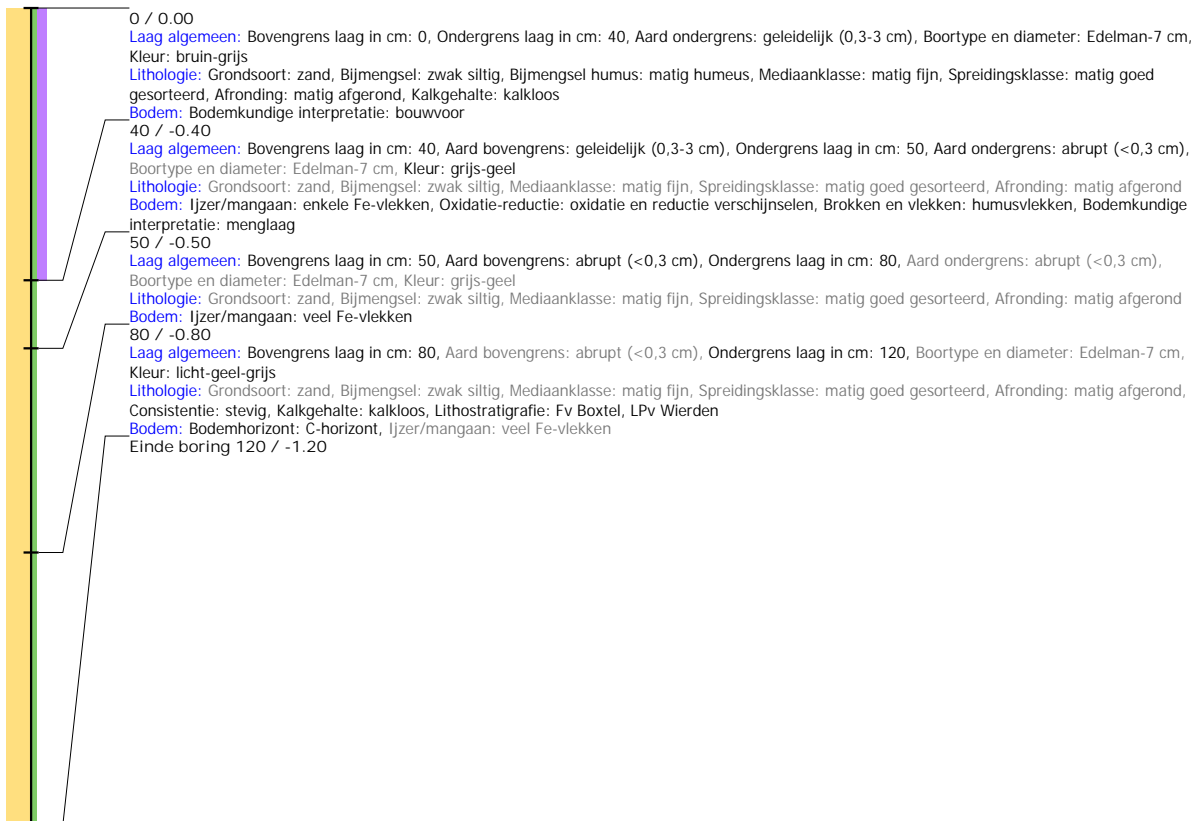 0 / 0.00
Laag algemeen: Bovengrens laag in cm: 0, Ondergrens laag in cm: 40, Aard ondergrens: geleidelijk (0,3-3 cm), Boortype en diameter: Edelman-7 cm,
Kleur: bruin-grijs
Lithologie: Grondsoort: zand, Bijmengsel: zwak siltig, Bijmengsel humus: matig humeus, Mediaanklasse: matig fijn, Spreidingsklasse: matig goed
gesorteerd, Afronding: matig afgerond, Kalkgehalte: kalkloos
Bodem: Bodemkundige interpretatie: bouwvoor
40 / -0.40
Laag algemeen: Bovengrens laag in cm: 40, Aard bovengrens: geleidelijk (0,3-3 cm), Ondergrens laag in cm: 50, Aard ondergrens: abrupt (<0,3 cm),
Boortype en diameter: Edelman-7 cm, Kleur: grijs-geel
Lithologie: Grondsoort: zand, Bijmengsel: zwak siltig, Mediaanklasse: matig fijn, Spreidingsklasse: matig goed gesorteerd, Afronding: matig afgerond
Bodem: Ijzer/mangaan: enkele Fe-vlekken, Oxidatie-reductie: oxidatie en reductie verschijnselen, Brokken en vlekken: humusvlekken, Bodemkundige
interpretatie: menglaag
50 / -0.50
Laag algemeen: Bovengrens laag in cm: 50, Aard bovengrens: abrupt (<0,3 cm), Ondergrens laag in cm: 80, Aard ondergrens: abrupt (<0,3 cm),
Boortype en diameter: Edelman-7 cm, Kleur: grijs-geel
Lithologie: Grondsoort: zand, Bijmengsel: zwak siltig, Mediaanklasse: matig fijn, Spreidingsklasse: matig goed gesorteerd, Afronding: matig afgerond
Bodem: Ijzer/mangaan: veel Fe-vlekken
80 / -0.80
Laag algemeen: Bovengrens laag in cm: 80, Aard bovengrens: abrupt (<0,3 cm), Ondergrens laag in cm: 120, Boortype en diameter: Edelman-7 cm,
Kleur: licht-geel-grijs
Lithologie: Grondsoort: zand, Bijmengsel: zwak siltig, Mediaanklasse: matig fijn, Spreidingsklasse: matig goed gesorteerd, Afronding: matig afgerond,
Consistentie: stevig, Kalkgehalte: kalkloos, Lithostratigrafie: Fv Boxtel, LPv Wierden
Bodem: Bodemhorizont: C-horizont, Ijzer/mangaan: veel Fe-vlekken
Einde boring 120 / -1.20